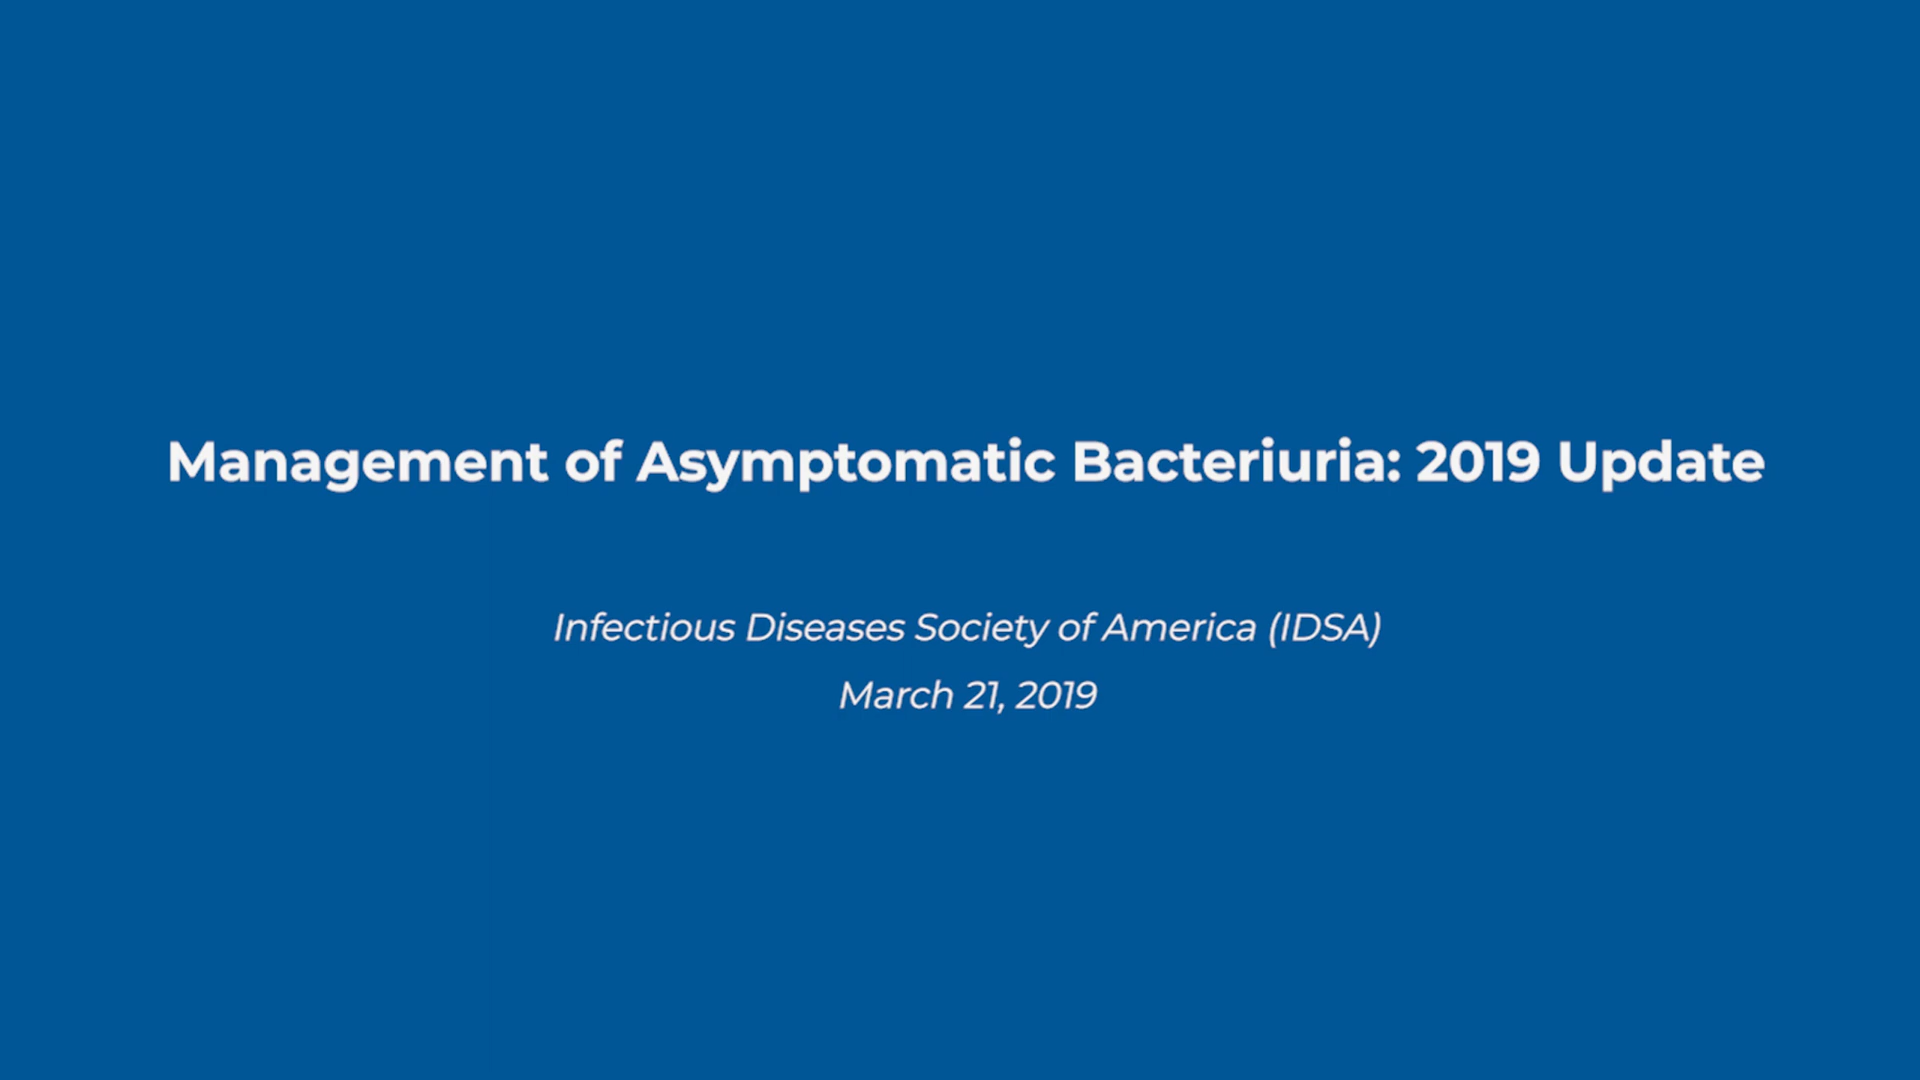 Management of Asymptomatic Bacteriuria: 2019 Update
Infectious Diseases Society of America (IDSA)
March 21, 2019